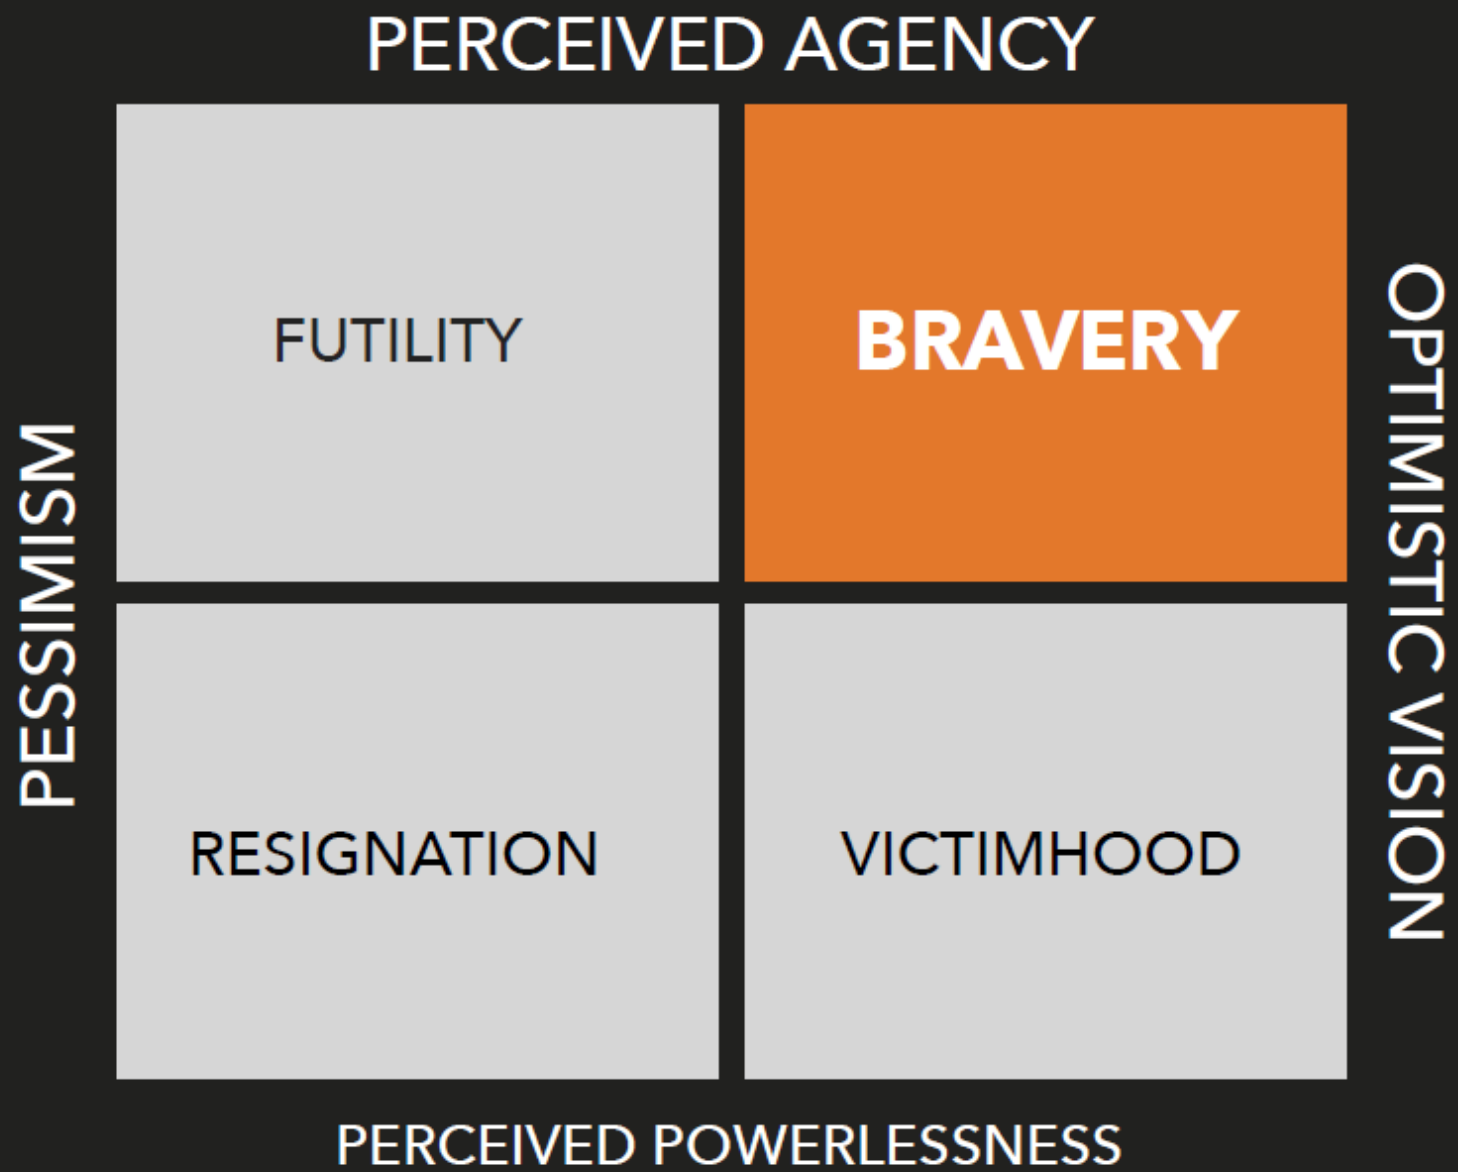 PERCEIVED AGENCY
FUTILITY
BRAVERY
PESSIMISM
OPTIMISTIC VISION
RESIGNATION
VICTIMHOOD
PERCEIVED POWERLESSNESS